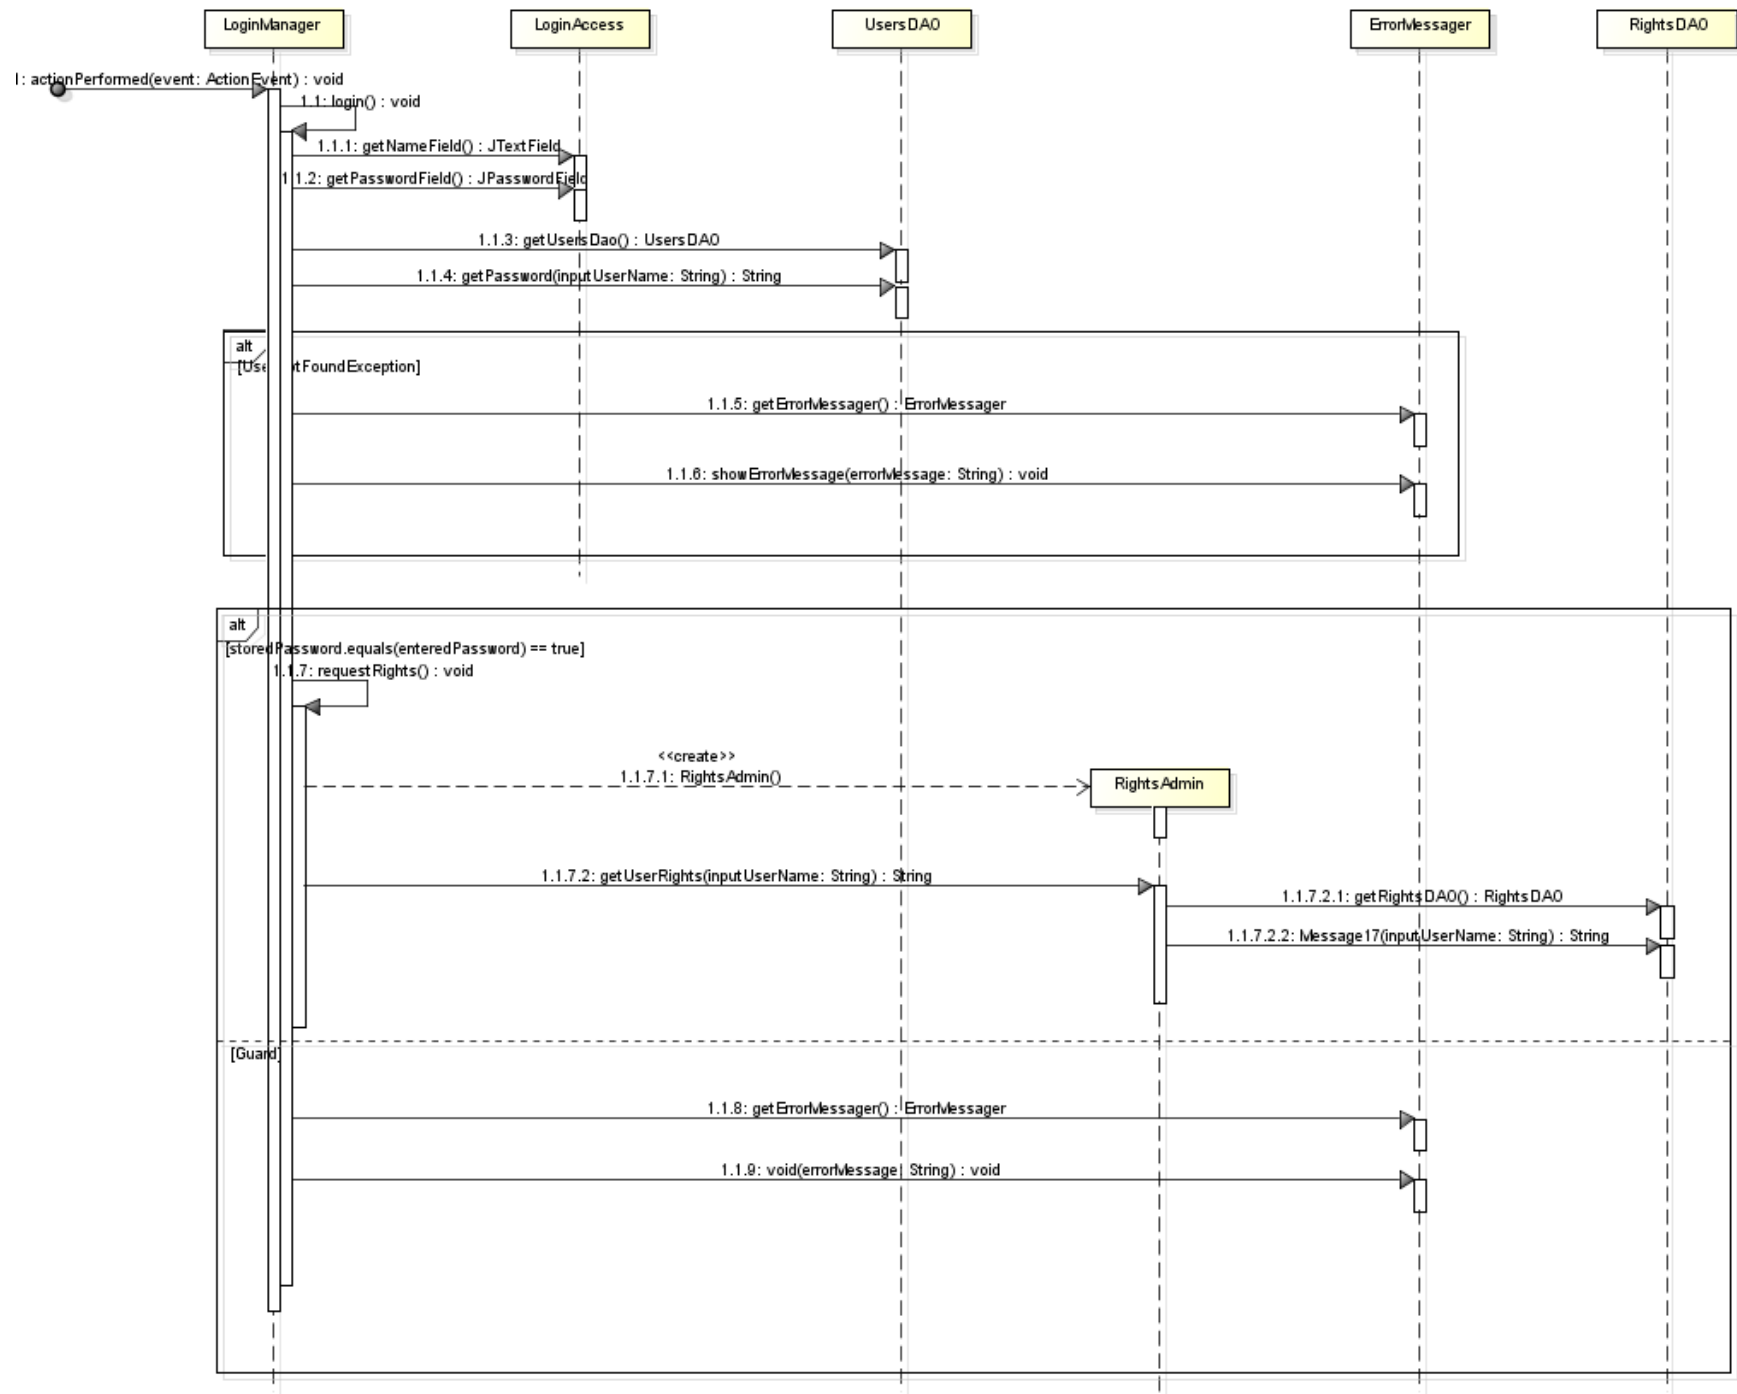 LoginManager
LoginAccess
UsersDAO
ErrorMessager
RightsDAO
: actionPerformed(event: ActionEvent) : void
1.1: login() : void
1.1.1: getNameField() : JTextField
1.1.2: getPasswordField() : JPasswordField
1.1.3: getUsersDao() : UsersDAO
1.1.4: getPassword(inputUserName: String) : String
alt
[Use otFoundException]
1.1.5: getErrorMessager() : ErrorMessager
1.1.6: showErrorMessage(errorMessage: String) : void
alt
[storedPassword.equals(enteredPassword) == true]
1.1.7: requestRights() : void
<<create>>
1.1.7.1: RightsAdmin()
RightsAdmin
1.1.7.2: getUserRights(inputUserName: String) : String
1.1.7.2.1: getRightsDAO() : RightsDAO
1.1.7.2.2: Message17(inputUserName: String) : String
[Guard]
1.1.8: getErrorMessager() : ErrorMessager
1.1.9: void(errorMessage: String) : void